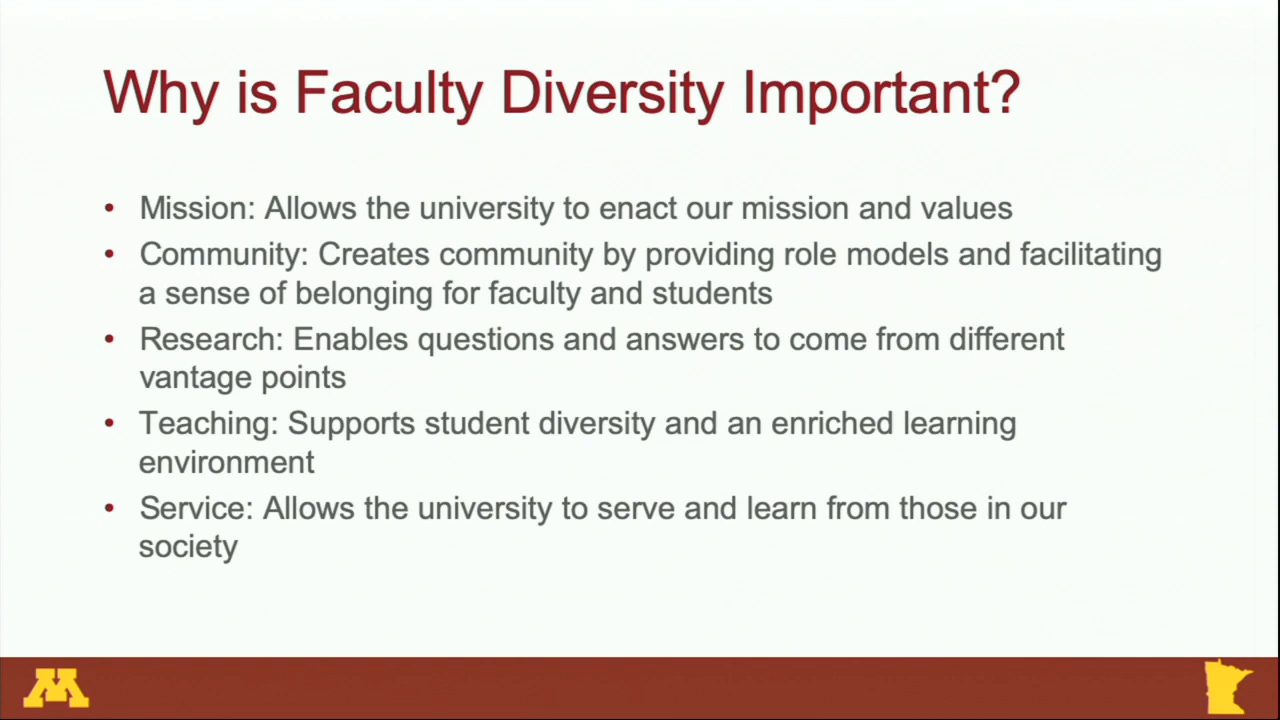 Why is Faculty Diversity Important?
• Mission: Allows the university to enact our mission and values
• Community: Creates community by providing role models and facilitating
a sense of belonging for faculty and students
• Research: Enables questions and answers to come from different
vantage points
• Teaching: Supports student diversity and an enriched learning
environment
• Service: Allows the university to serve and learn from those in our
society
M